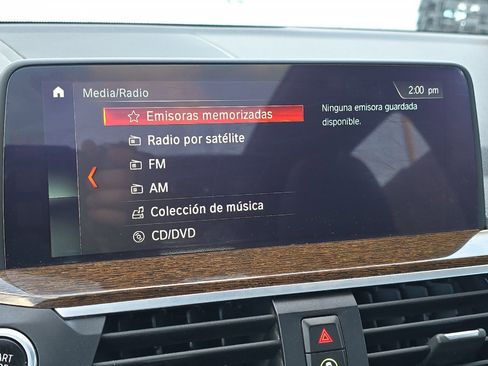 Media/Radio
2:00 pm
Emisoras memorizadas
Ninguna emisora guardada
disponible.
Radio por satélite
FM
AM
Colección de música
CD/DVD